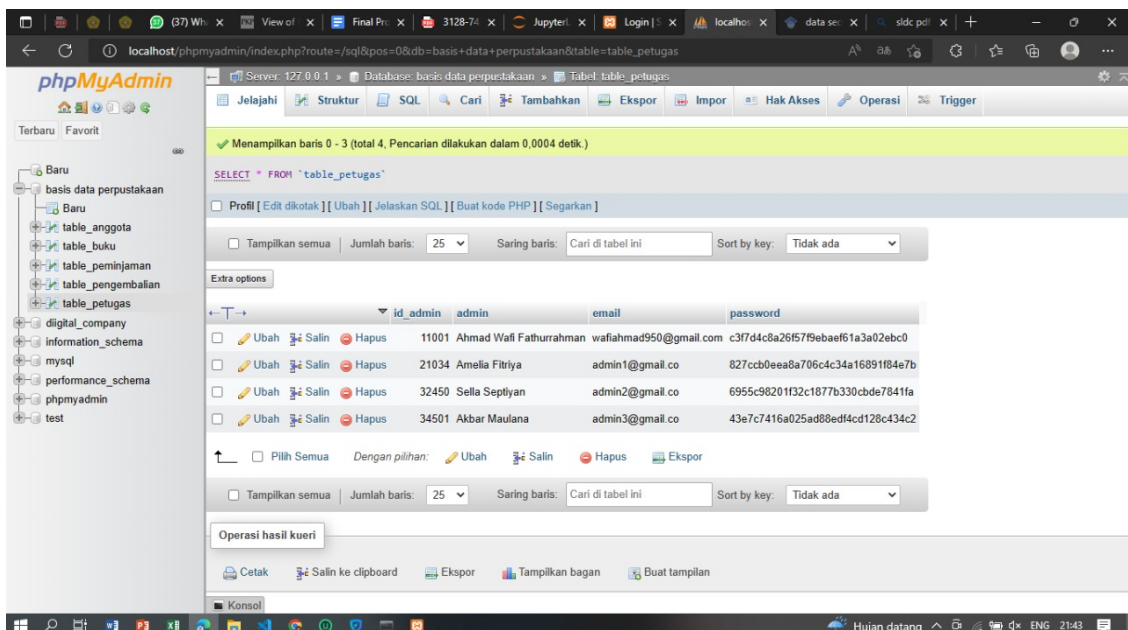 (37) Wh
View of
Final Pro
3128-74
JupyterL
Login | S
localhos
data sec
sldc pdf
localhost/phpmyadmin/index.php?route=/sql&pos=0&db=basis+data+perpustakaan&table=table_petugas
phpMyAdmin
Terbaru Favorit
Baru
basis data perpustakaan
Baru
table_anggota
table_buku
table_peminjaman
table_pengembalian
table_petugas
diigital_company
information_schema
mysql
performance_schema
phpmyadmin
test
Server: 127.0.0.1 » Database: basis data perpustakaan » Tabel: table_petugas
Jelajahi Struktur SQL Cari Tambahkan Ekspor Impor Hak Akses Operasi Trigger
Menampilkan baris 0 - 3 (total 4, Pencarian dilakukan dalam 0,0004 detik.)
SELECT * FROM `table_petugas`
Profil [ Edit dikotak ] [ Ubah ] [ Jelaskan SQL ] [ Buat kode PHP ] [ Segarkan ]
Tampilkan semua | Jumlah baris: 25 Saring baris: Cari di tabel ini Sort by key: Tidak ada
Extra options
←T→ id_admin admin email password
Ubah Salin Hapus 11001 Ahmad Wafi Fathurrahman wafiahmad950@gmail.com c3f7d4c8a26f57f9ebaef61a3a02ebc0
Ubah Salin Hapus 21034 Amelia Fitriya admin1@gmail.co 827ccb0eea8a706c4c34a16891f84e7b
Ubah Salin Hapus 32450 Sella Septiyan admin2@gmail.co 6955c98201f32c1877b330cbde7841fa
Ubah Salin Hapus 34501 Akbar Maulana admin3@gmail.co 43e7c7416a025ad88edf4cd128c434c2
Pilih Semua Dengan pilihan: Ubah Salin Hapus Ekspor
Tampilkan semua | Jumlah baris: 25 Saring baris: Cari di tabel ini Sort by key: Tidak ada
Operasi hasil kueri
Cetak Salin ke clipboard Ekspor Tampilkan bagan Buat tampilan
Konsol
Hujan datang ENG 21:43